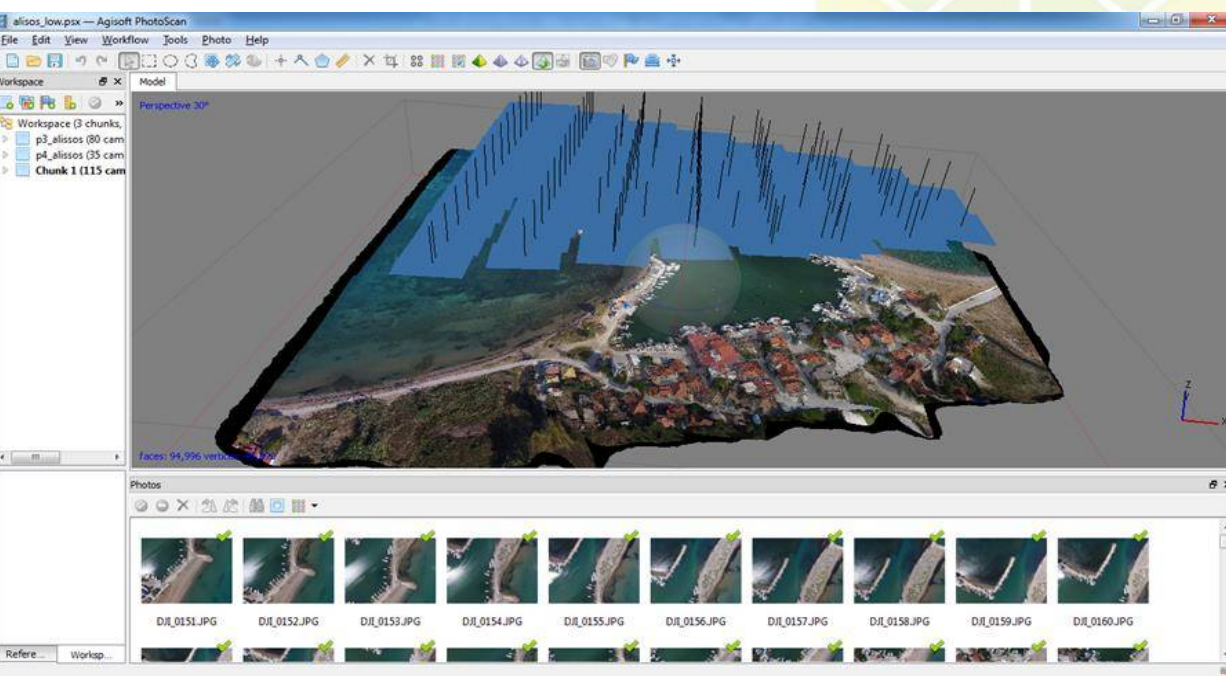 alisos_low.psx — Agisoft PhotoScan
File Edit View Workflow Tools Photo Help
Workspace
Model
Perspective 30°
Workspace (3 chunks,
p3_alissos (80 cam
p4_alissos (35 cam
Chunk 1 (115 cam
Z
X
faces: 94,996
Photos
DJI_0151.JPG DJI_0152.JPG DJI_0153.JPG DJI_0154.JPG DJI_0155.JPG DJI_0156.JPG DJI_0157.JPG DJI_0158.JPG DJI_0159.JPG DJI_0160.JPG
Refere... Worksp...